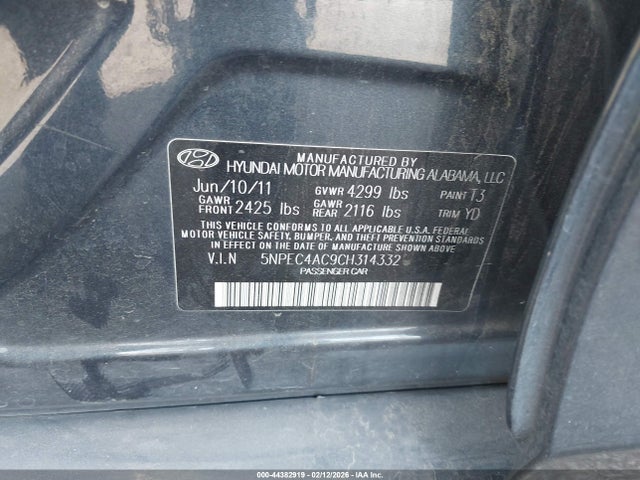 MANUFACTURED BY
HYUNDAI MOTOR MANUFACTURING ALABAMA, LLC
Jun/10/11 GVWR 4299 lbs PAINT T3
GAWR FRONT 2425 lbs GAWR REAR 2116 lbs TRIM YD
THIS VEHICLE CONFORMS TO ALL APPLICABLE U.S.A. FEDERAL
MOTOR VEHICLE SAFETY, BUMPER, AND THEFT PREVENTION STANDARDS
IN EFFECT ON THE DATE OF MANUFACTURE SHOWN ABOVE.
V.I.N 5NPEC4AC9CH314332
PASSENGER CAR
000-44382919 - 02/12/2026 - IAA Inc.